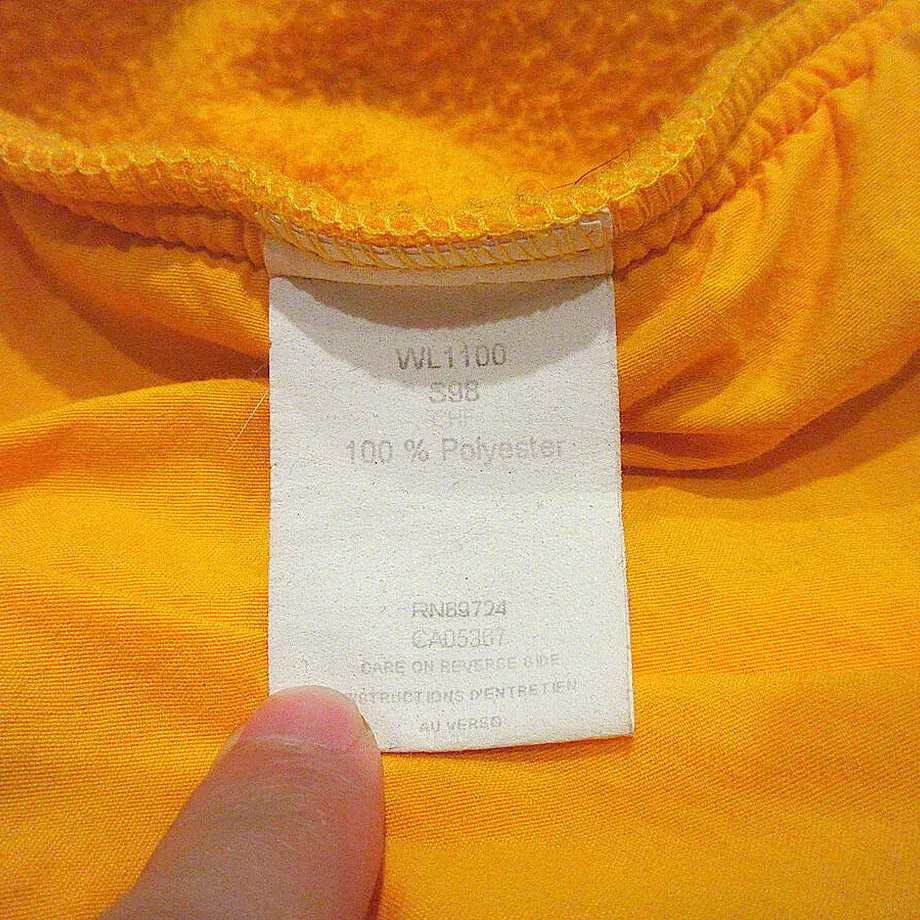 WL1100
S98
CHF
100 % Polyester
RN69724
CA05367
CARE ON REVERSE SIDE
INSTRUCTIONS D'ENTRETIEN
AU VERSO